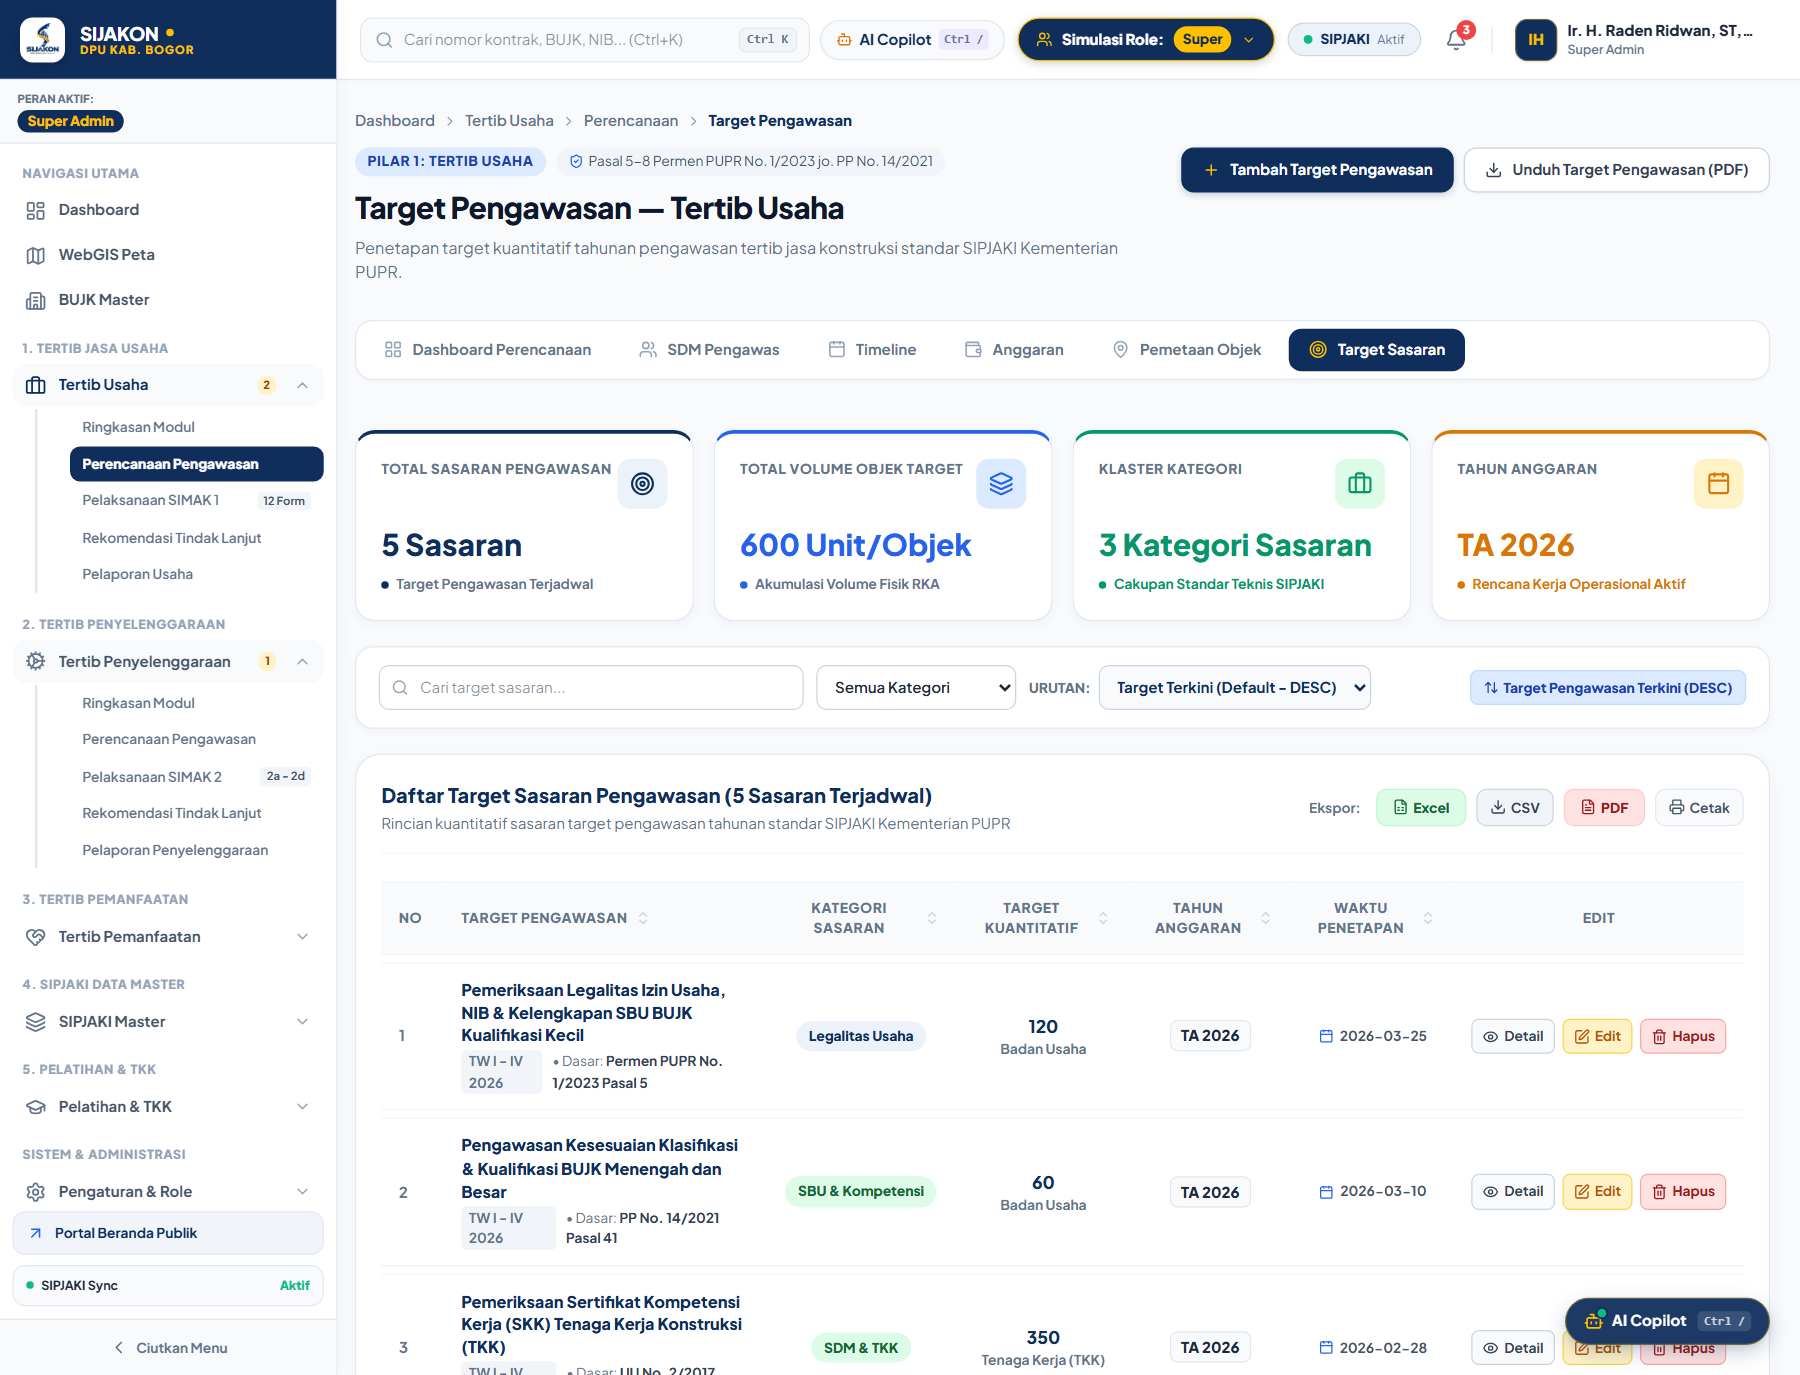 SIJAKON
DPU KAB. BOGOR
Cari nomor kontrak, BUJK, NIB... (Ctrl+K)
Ctrl K
AI Copilot
Ctrl /
Simulasi Role:
Super
SIPJAKI Aktif
3
IH
Ir. H. Raden Ridwan, ST,...
Super Admin
PERAN AKTIF:
Super Admin
NAVIGASI UTAMA
Dashboard
WebGIS Peta
BUJK Master
1. TERTIB JASA USAHA
Tertib Usaha
2
Ringkasan Modul
Perencanaan Pengawasan
Pelaksanaan SIMAK 1
12 Form
Rekomendasi Tindak Lanjut
Pelaporan Usaha
2. TERTIB PENYELENGGARAAN
Tertib Penyelenggaraan
1
Ringkasan Modul
Perencanaan Pengawasan
Pelaksanaan SIMAK 2
2a - 2d
Rekomendasi Tindak Lanjut
Pelaporan Penyelenggaraan
3. TERTIB PEMANFAATAN
Tertib Pemanfaatan
4. SIPJAKI DATA MASTER
SIPJAKI Master
5. PELATIHAN & TKK
Pelatihan & TKK
SISTEM & ADMINISTRASI
Pengaturan & Role
Portal Beranda Publik
SIPJAKI Sync
Aktif
Ciutkan Menu
Dashboard > Tertib Usaha > Perencanaan > Target Pengawasan
PILAR 1: TERTIB USAHA
Pasal 5–8 Permen PUPR No. 1/2023 jo. PP No. 14/2021
Tambah Target Pengawasan
Unduh Target Pengawasan (PDF)
Target Pengawasan — Tertib Usaha
Penetapan target kuantitatif tahunan pengawasan tertib jasa konstruksi standar SIPJAKI Kementerian
PUPR.
Dashboard Perencanaan
SDM Pengawas
Timeline
Anggaran
Pemetaan Objek
Target Sasaran
TOTAL SASARAN PENGAWASAN
5 Sasaran
Target Pengawasan Terjadwal
TOTAL VOLUME OBJEK TARGET
600 Unit/Objek
Akumulasi Volume Fisik RKA
KLASTER KATEGORI
3 Kategori Sasaran
Cakupan Standar Teknis SIPJAKI
TAHUN ANGGARAN
TA 2026
Rencana Kerja Operasional Aktif
Cari target sasaran...
Semua Kategori
URUTAN:
Target Terkini (Default - DESC)
Target Pengawasan Terkini (DESC)
Daftar Target Sasaran Pengawasan (5 Sasaran Terjadwal)
Rincian kuantitatif sasaran target pengawasan tahunan standar SIPJAKI Kementerian PUPR
Ekspor:
Excel
CSV
PDF
Cetak
NO
TARGET PENGAWASAN
KATEGORI
SASARAN
TARGET
KUANTITATIF
TAHUN
ANGGARAN
WAKTU
PENETAPAN
EDIT
1
Pemeriksaan Legalitas Izin Usaha,
NIB & Kelengkapan SBU BUJK
Kualifikasi Kecil
TW I - IV
2026
• Dasar: Permen PUPR No.
1/2023 Pasal 5
Legalitas Usaha
120
Badan Usaha
TA 2026
2026-03-25
Detail
Edit
Hapus
2
Pengawasan Kesesuaian Klasifikasi
& Kualifikasi BUJK Menengah dan
Besar
TW I - IV
2026
• Dasar: PP No. 14/2021
Pasal 41
SBU & Kompetensi
60
Badan Usaha
TA 2026
2026-03-10
Detail
Edit
Hapus
3
Pemeriksaan Sertifikat Kompetensi
Kerja (SKK) Tenaga Kerja Konstruksi
(TKK)
TW I - IV
• Dasar: UU No. 2/2017
SDM & TKK
350
Tenaga Kerja (TKK)
TA 2026
2026-02-28
Detail
Edit
Hapus
AI Copilot
Ctrl /